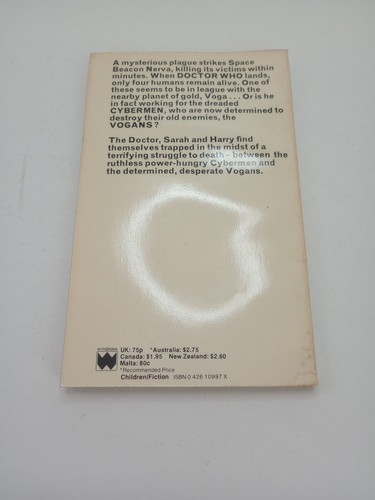 A mysterious plague strikes Space
Beacon Nerva, killing its victims within
minutes. When DOCTOR WHO lands,
only four humans remain alive. One of
these seems to be in league with the
nearby planet of gold, Voga... Or is he
in fact working for the dreaded
CYBERMEN, who are now determined to
destroy their old enemies, the
VOGANS?
The Doctor, Sarah and Harry find
themselves trapped in the midst of a
terrifying struggle to death – between the
ruthless power-hungry Cybermen and
the determined, desperate Vogans.
UK: 75p *Australia: $2.75
Canada: $1.95 New Zealand: $2.60
Malta: 80c
*Recommended Price
Children/Fiction ISBN 0 426 10997 X